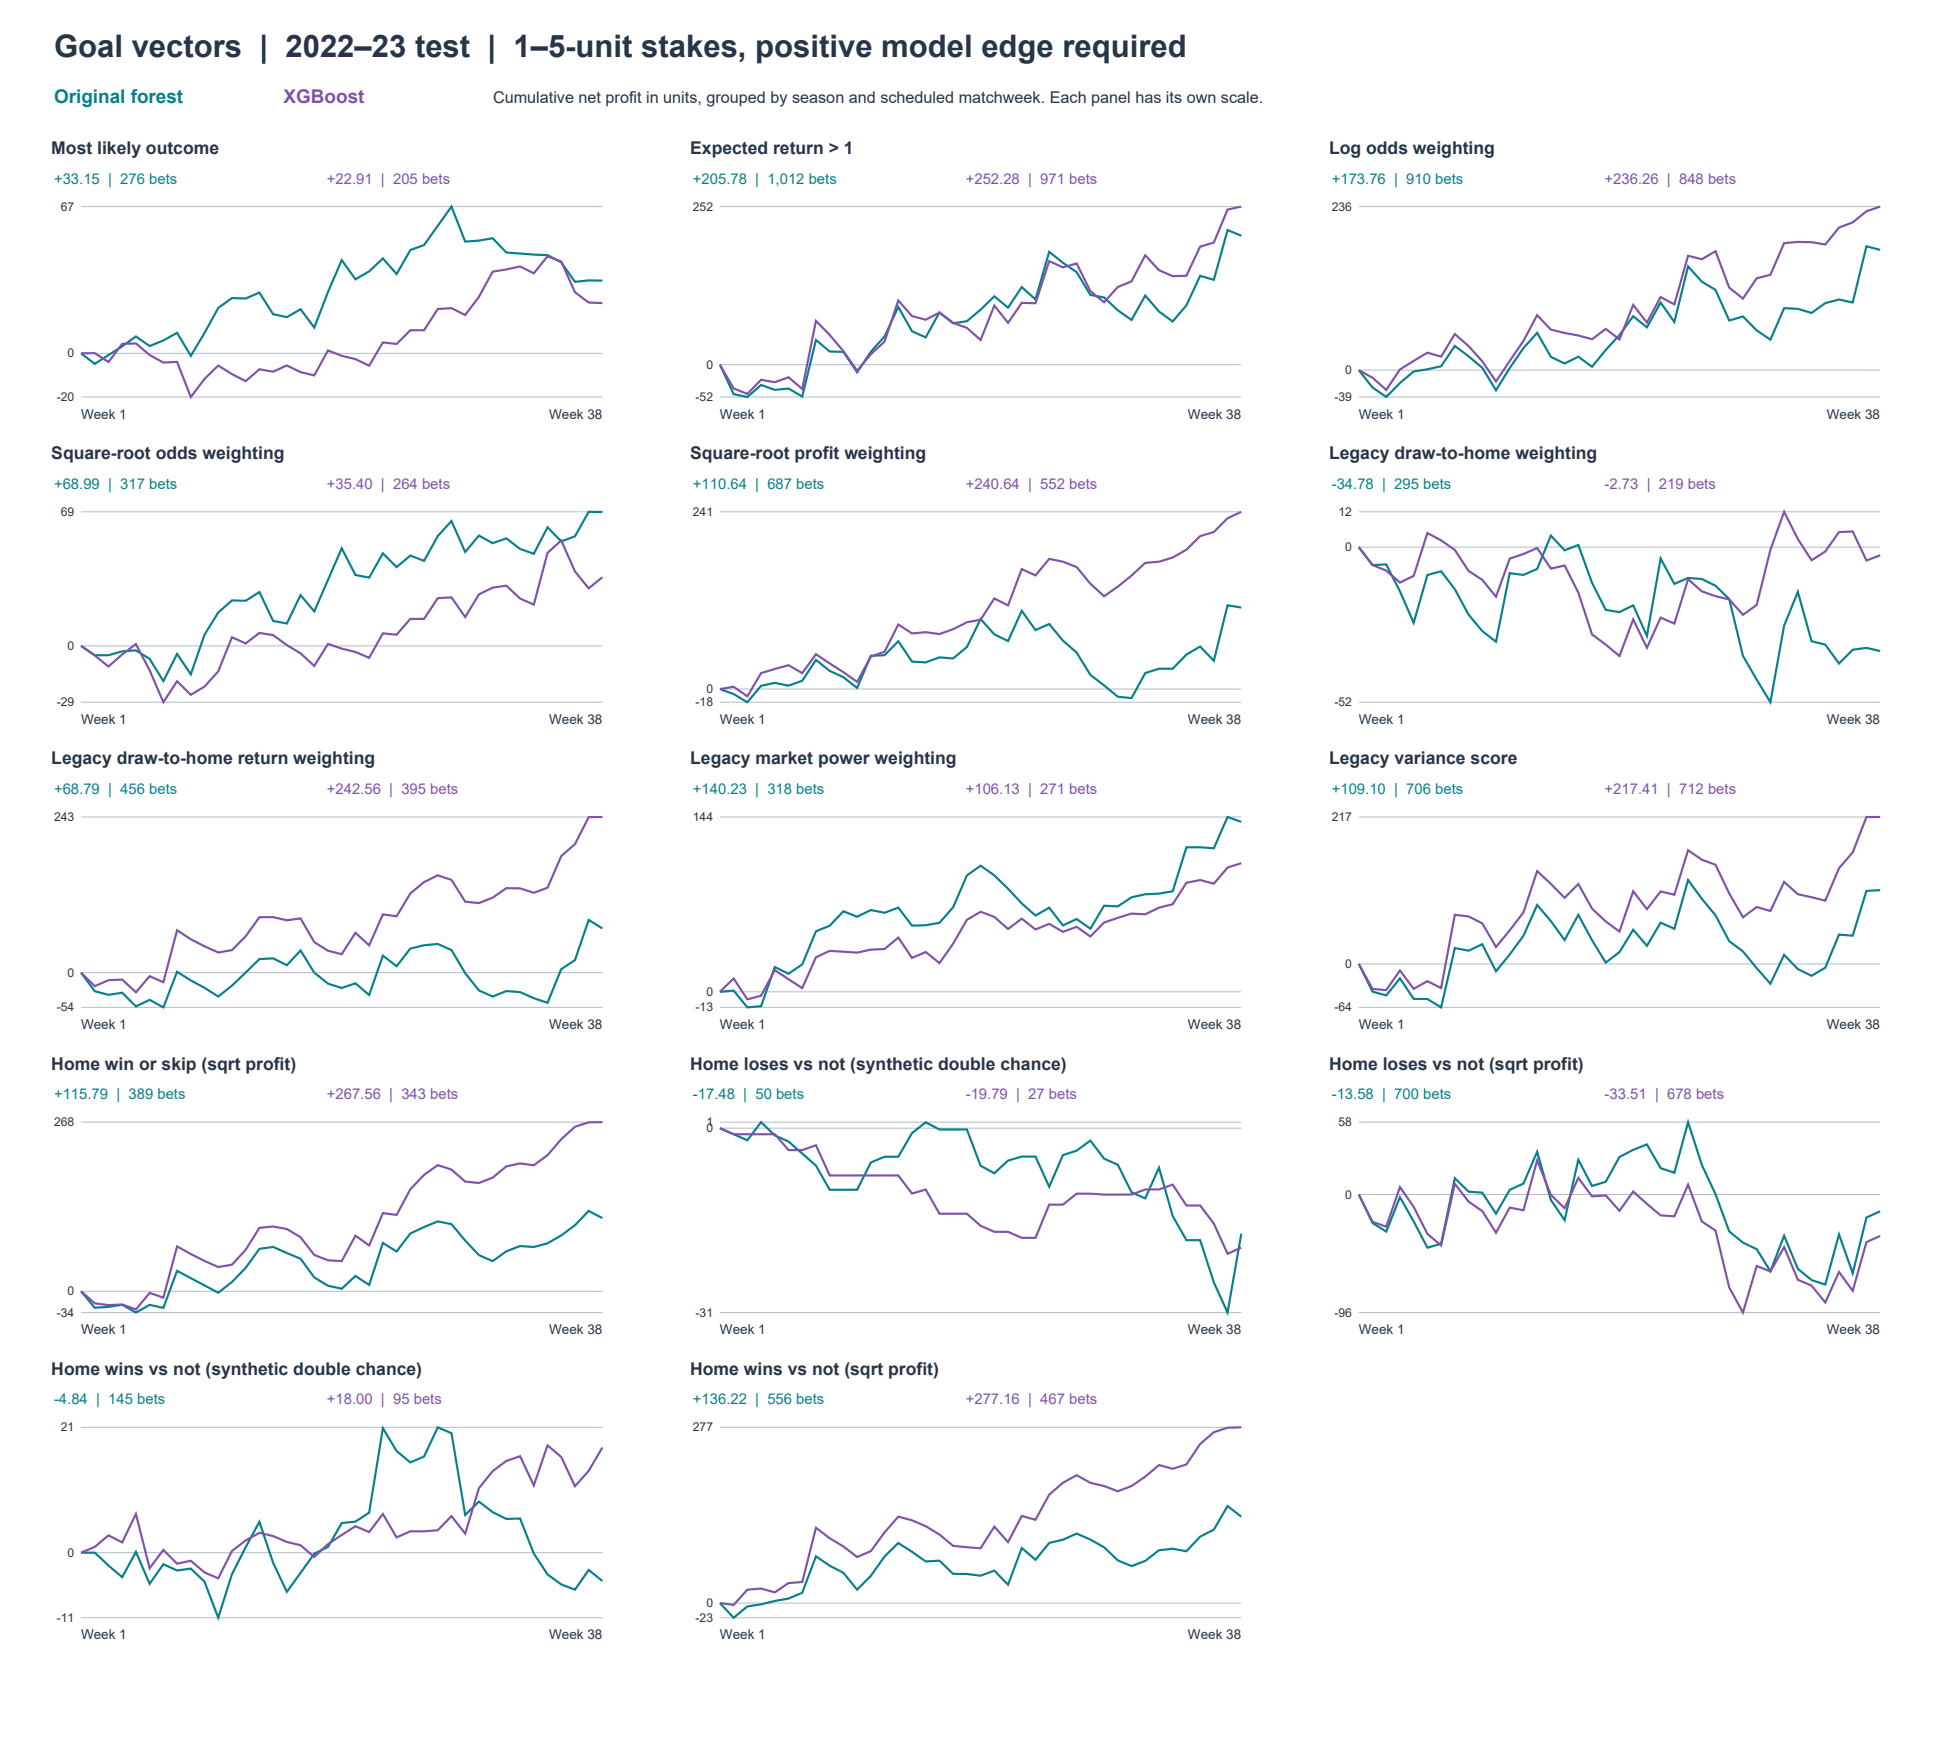 Goal vectors | 2022–23 test | 1–5-unit stakes, positive model edge required
Original forest XGBoost Cumulative net profit in units, grouped by season and scheduled matchweek. Each panel has its own scale.
Most likely outcome
+33.15 | 276 bets +22.91 | 205 bets
67
0
-20
Week 1 Week 38
Expected return > 1
+205.78 | 1,012 bets +252.28 | 971 bets
252
0
-52
Week 1 Week 38
Log odds weighting
+173.76 | 910 bets +236.26 | 848 bets
236
0
-39
Week 1 Week 38
Square-root odds weighting
+68.99 | 317 bets +35.40 | 264 bets
69
0
-29
Week 1 Week 38
Square-root profit weighting
+110.64 | 687 bets +240.64 | 552 bets
241
0
-18
Week 1 Week 38
Legacy draw-to-home weighting
-34.78 | 295 bets -2.73 | 219 bets
12
0
-52
Week 1 Week 38
Legacy draw-to-home return weighting
+68.79 | 456 bets +242.56 | 395 bets
243
0
-54
Week 1 Week 38
Legacy market power weighting
+140.23 | 318 bets +106.13 | 271 bets
144
0
-13
Week 1 Week 38
Legacy variance score
+109.10 | 706 bets +217.41 | 712 bets
217
0
-64
Week 1 Week 38
Home win or skip (sqrt profit)
+115.79 | 389 bets +267.56 | 343 bets
268
0
-34
Week 1 Week 38
Home loses vs not (synthetic double chance)
-17.48 | 50 bets -19.79 | 27 bets
1
0
-31
Week 1 Week 38
Home loses vs not (sqrt profit)
-13.58 | 700 bets -33.51 | 678 bets
58
0
-96
Week 1 Week 38
Home wins vs not (synthetic double chance)
-4.84 | 145 bets +18.00 | 95 bets
21
0
-11
Week 1 Week 38
Home wins vs not (sqrt profit)
+136.22 | 556 bets +277.16 | 467 bets
277
0
-23
Week 1 Week 38